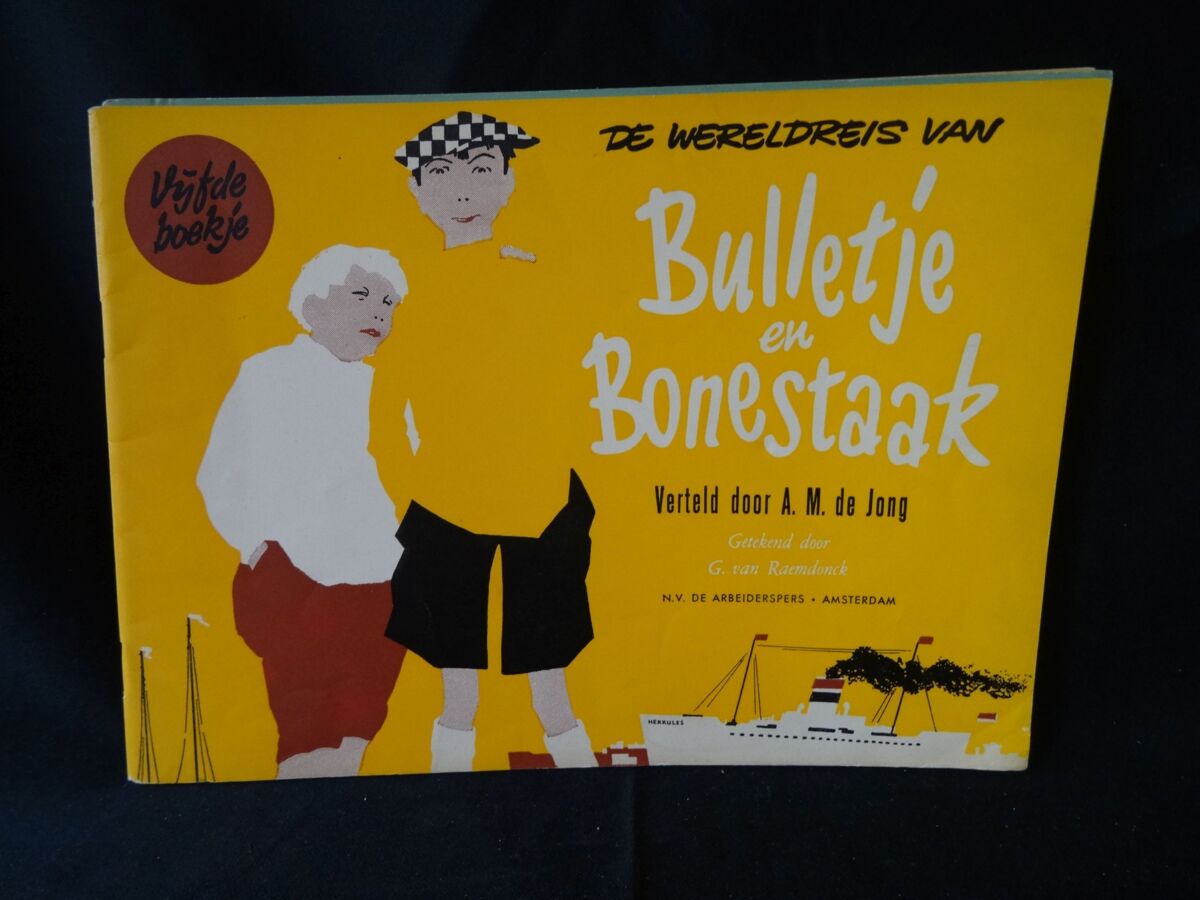 Vijfde
boekje
DE WERELDREIS VAN
Bulletje
en
Bonestaak
Verteld door A. M. de Jong
Getekend door
G. van Raemdonck
N.V. DE ARBEIDERSPERS • AMSTERDAM
HERKULES